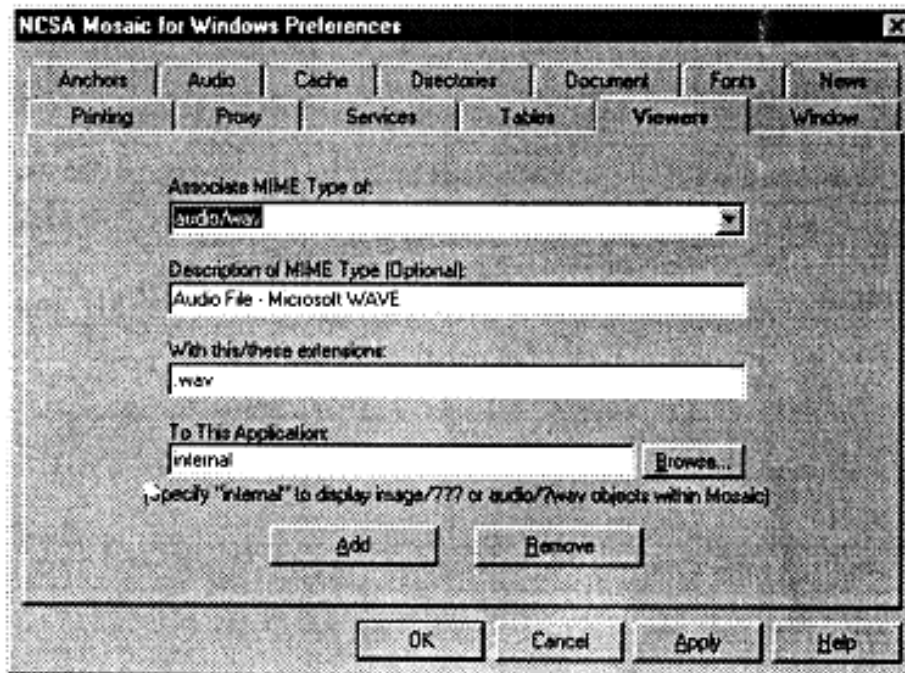 NCSA Mosaic for Windows Preferences
Anchors Audio Cache Directories Document Fonts News
Printing Proxy Services Tables Viewers Window
Associate MIME Type of:
audio/wav
Description of MIME Type (Optional):
Audio File - Microsoft WAVE
With this/these extensions:
.wav
To This Application:
internal Browse...
(Specify "internal" to display image/??? or audio/?wav objects within Mosaic)
Add Remove
OK Cancel Apply Help